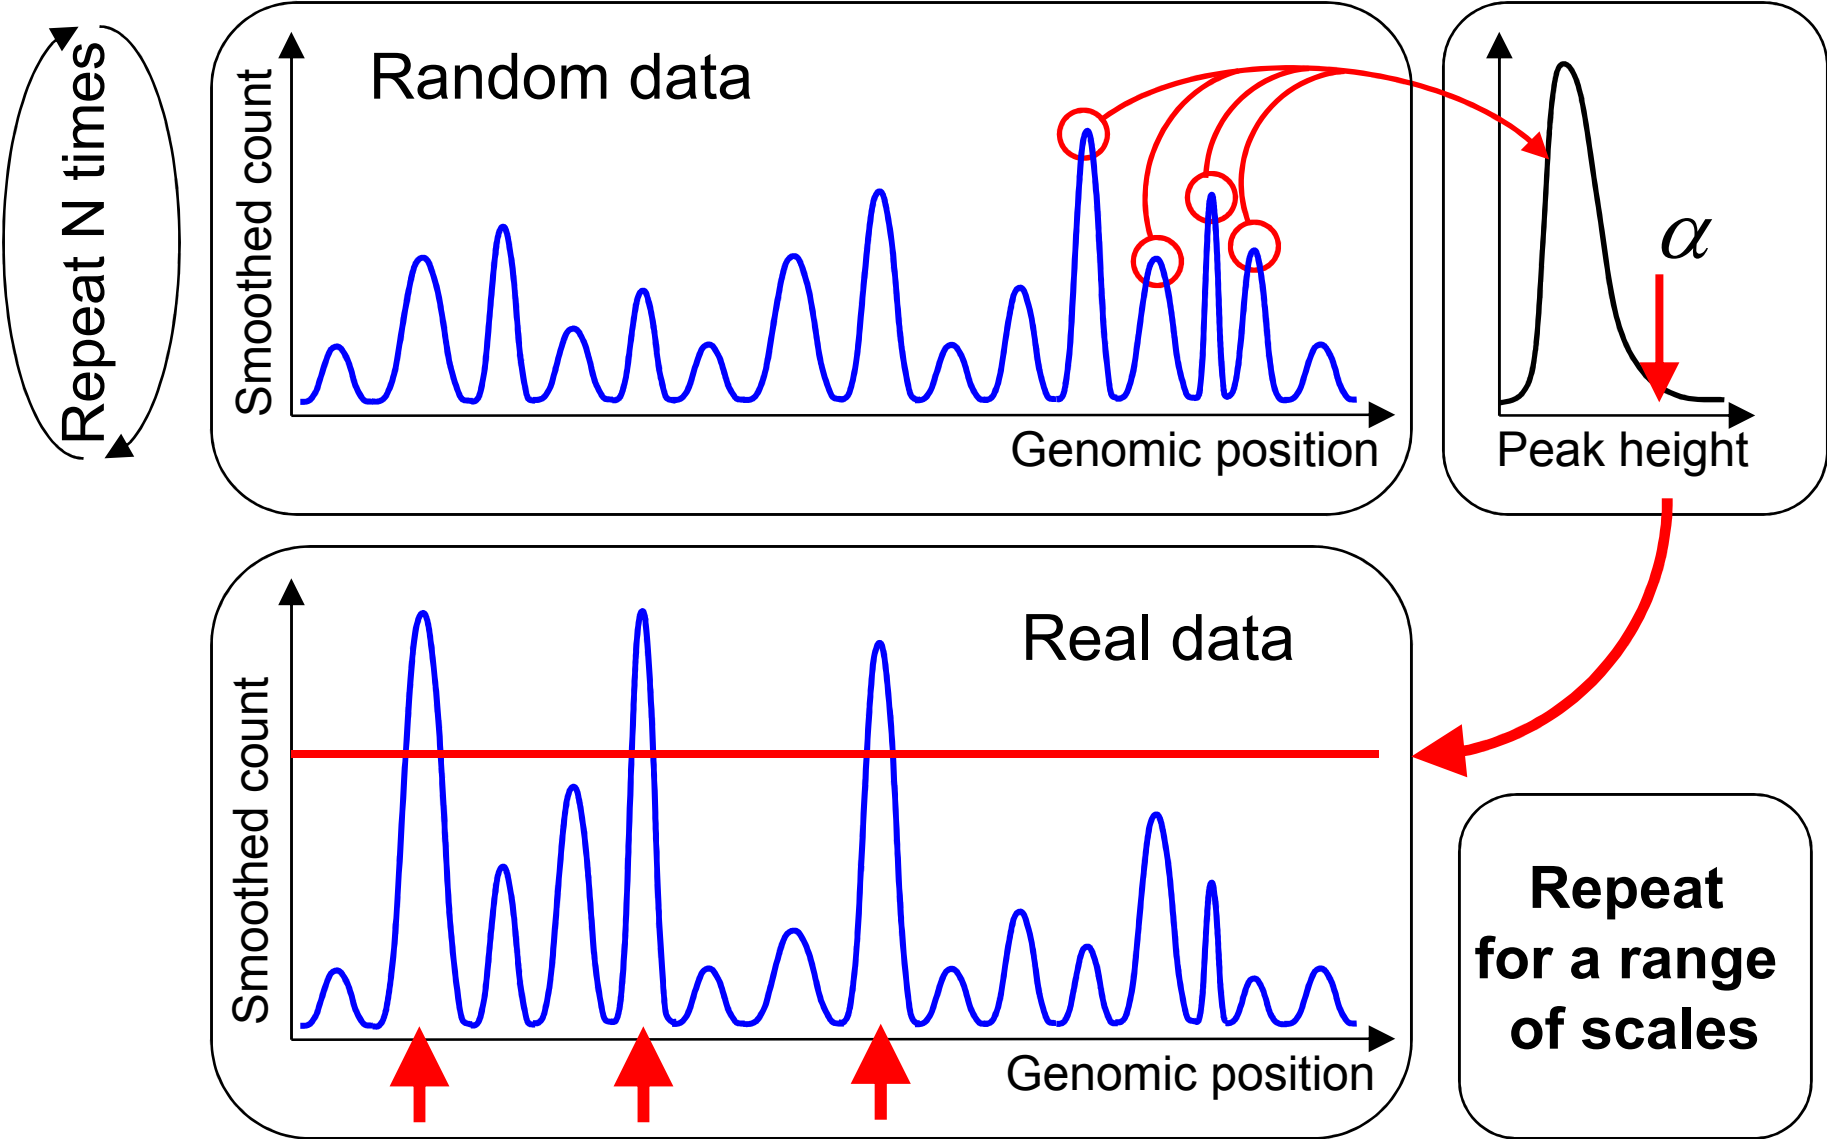 Repeat N times
Smoothed count
Random data
Genomic position
α
Peak height
Smoothed count
Real data
Genomic position
Repeat
for a range
of scales